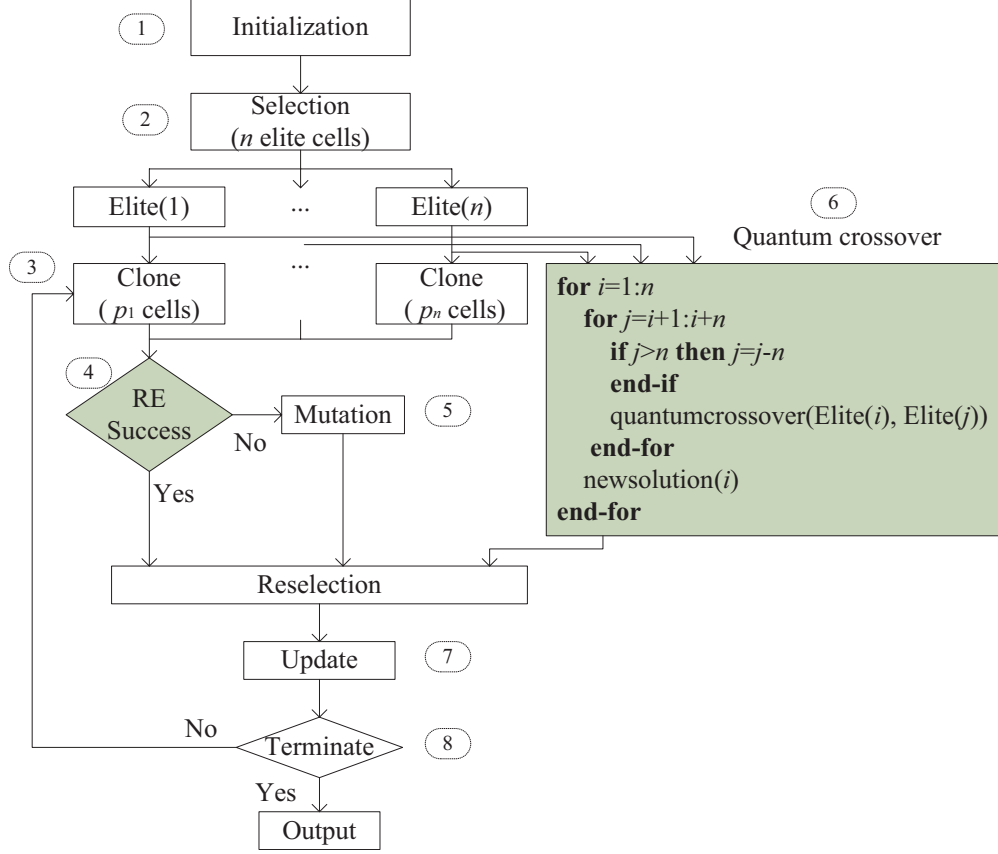 1
Initialization
2
Selection
(n elite cells)
Elite(1)
...
Elite(n)
6
Quantum crossover
3
Clone
( p1 cells)
...
Clone
( pn cells)
for i=1:n
for j=i+1:i+n
if j>n then j=j-n
end-if
quantumcrossover(Elite(i), Elite(j))
end-for
newsolution(i)
end-for
4
RE
Success
No
Mutation
5
Yes
Reselection
Update
7
No
Terminate
8
Yes
Output